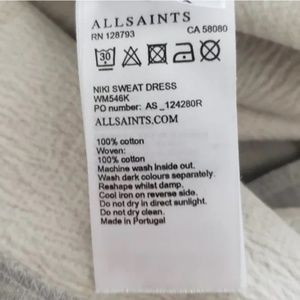 ALLSAINTS
RN 128793 CA 58080
30
NIKI SWEAT DRESS
WM546K
PO number: AS_124280R
ALLSAINTS.COM
100% cotton
Woven:
100% cotton
Machine wash inside out.
Wash dark colours separately.
Reshape whilst damp.
Cool iron on reverse side.
Do not dry in direct sunlight.
Do not dry clean.
Made in Portugal